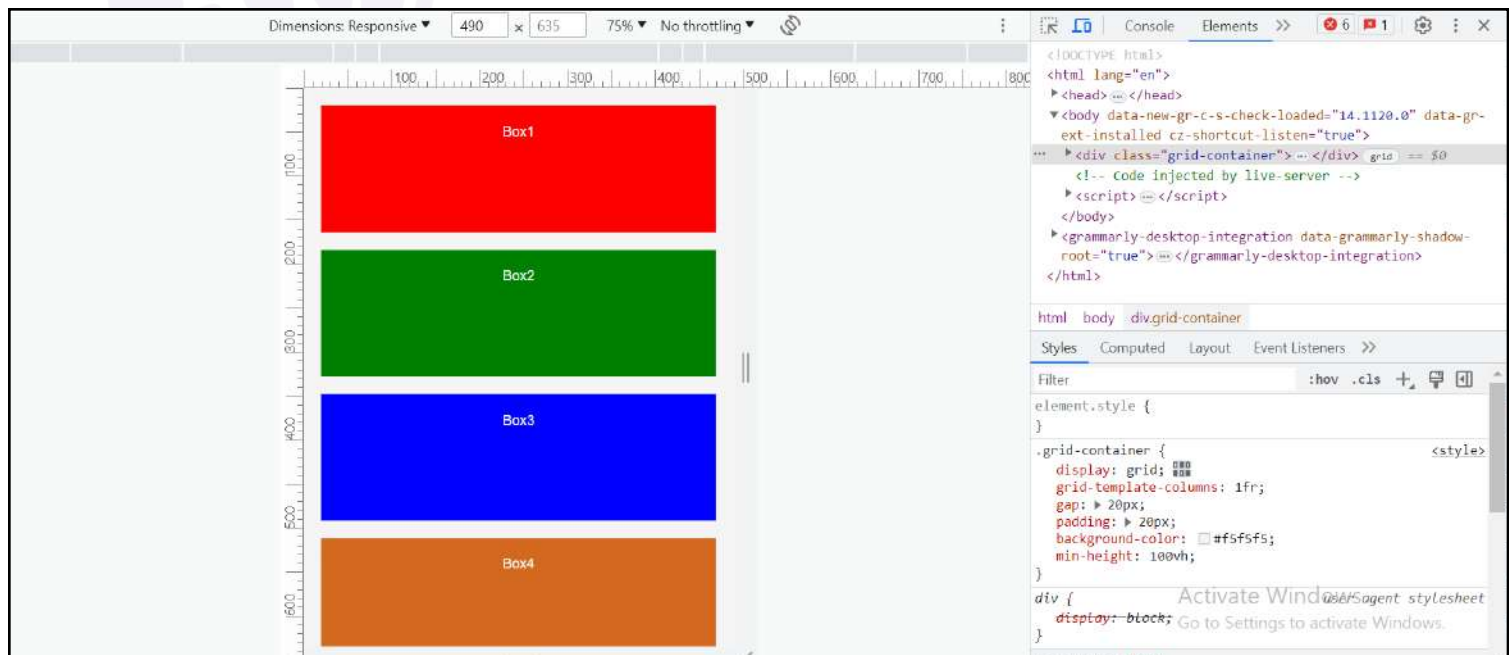 Dimensions: Responsive ▼ 490 × 635 75% ▼ No throttling ▼
Console Elements >> 6 1
100 200 300 400 500 600 700 800
100
200
300
400
500
600
Box1
Box2
Box3
Box4
<!DOCTYPE html>
<html lang="en">
<head> … </head>
<body data-new-gr-c-s-check-loaded="14.1120.0" data-gr-
ext-installed cz-shortcut-listen="true">
<div class="grid-container"> … </div> grid == $0
<!-- Code injected by live-server -->
<script> … </script>
</body>
<grammarly-desktop-integration data-grammarly-shadow-
root="true"> … </grammarly-desktop-integration>
</html>
html body div.grid-container
Styles Computed Layout Event Listeners >>
Filter :hov .cls +
element.style {
}
.grid-container { <style>
display: grid;
grid-template-columns: 1fr;
gap: 20px;
padding: 20px;
background-color: #f5f5f5;
min-height: 100vh;
}
div { user agent stylesheet
display: block;
}
Activate Windows
Go to Settings to activate Windows.